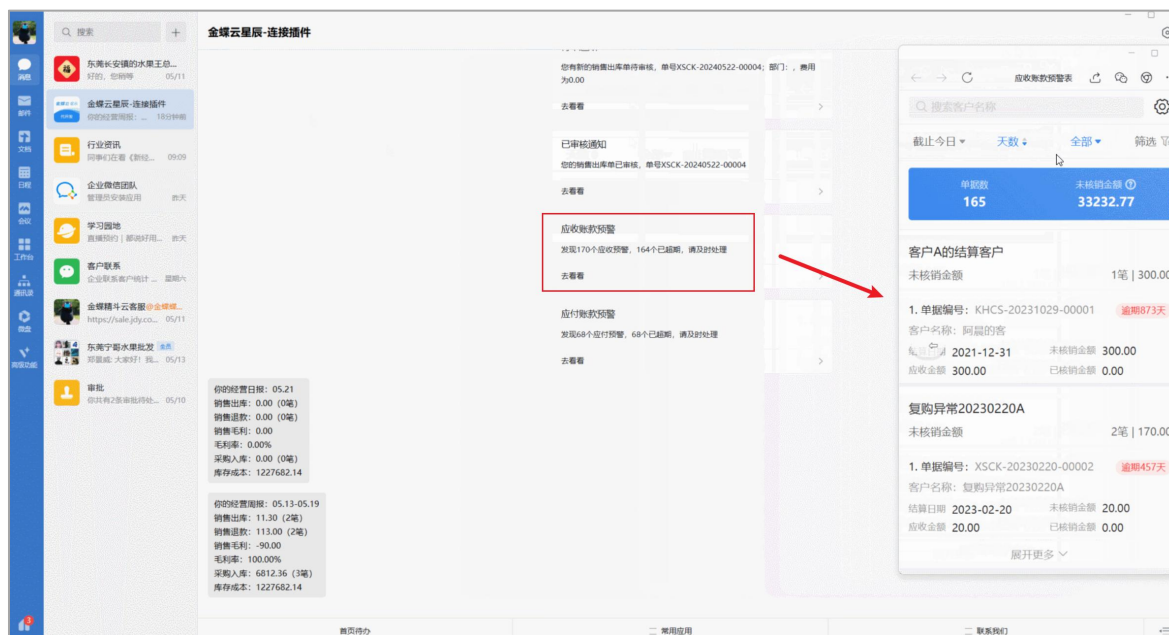 消息
邮件
文档
日程
会议
工作台
通讯录
微盘
高级功能
3
搜索
东莞长安镇的水果王总...
好的，您稍等 05/11
金蝶云星辰-连接插件
你的经营周报：... 18分钟前
行业资讯
同事们在看《新经... 09:09
企业微信团队
管理员安装应用 昨天
学习园地
直播预约 | 都说好用... 昨天
客户联系
企业联系客户统计 ... 星期六
金蝶精斗云客服@金蝶蝶...
https://sale.jdy.co... 05/11
东莞宁哥水果批发 会员
郑晨威: 大家好！我... 05/13
审批
你共有2条审批待处... 05/10
金蝶云星辰-连接插件
您有新的销售出库单待审核，单号XSCK-20240522-00004；部门：，费用
为0.00
去看看
已审核通知
您的销售出库单已审核，单号XSCK-20240522-00004
去看看
应收账款预警
发现170个应收预警，164个已超期，请及时处理
去看看
应付账款预警
发现68个应付预警，68个已超期，请及时处理
去看看
你的经营日报：05.21
销售出库：0.00 (0笔)
销售退款：0.00 (0笔)
销售毛利：0.00
毛利率：0.00%
采购入库：0.00 (0笔)
库存成本：1227682.14
你的经营周报：05.13-05.19
销售出库：11.30 (2笔)
销售退款：113.00 (2笔)
销售毛利：-90.00
毛利率：100.00%
采购入库：6812.36 (3笔)
库存成本：1227682.14
首页待办 常用应用 联系我们
应收账款预警表
搜索客户名称
截止今日 天数 全部 筛选
单据数 未核销金额
165 33232.77
客户A的结算客户
未核销金额 1笔 | 300.00
1. 单据编号：KHCS-20231029-00001 逾期873天
客户名称：阿晨的客
2021-12-31 未核销金额 300.00
应收金额 300.00 已核销金额 0.00
复购异常20230220A
未核销金额 2笔 | 170.00
1. 单据编号：XSCK-20230220-00002 逾期457天
客户名称：复购异常20230220A
结算日期 2023-02-20 未核销金额 20.00
应收金额 20.00 已核销金额 0.00
展开更多